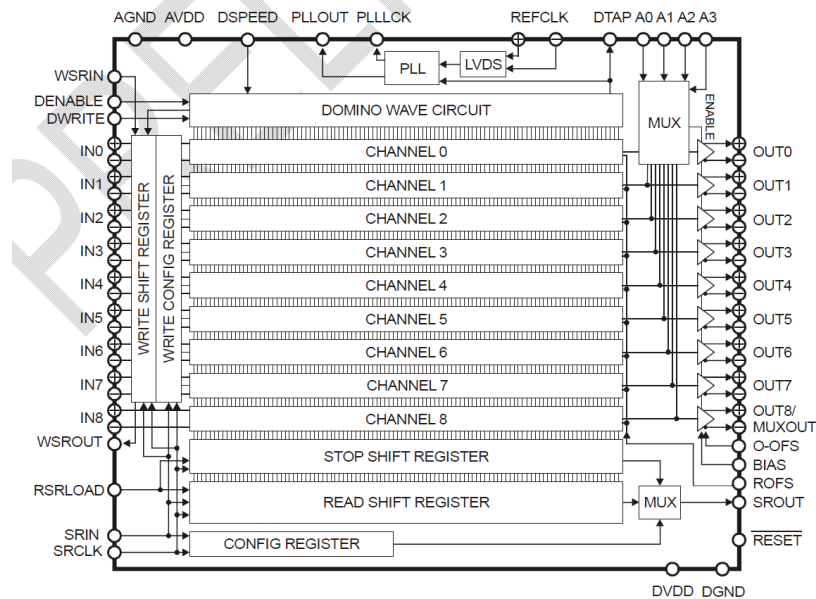 AGND AVDD DSPEED PLLOUT PLLLCK REFCLK DTAP A0 A1 A2 A3
WSRIN
DENABLE
DWRITE
PLL
LVDS
DOMINO WAVE CIRCUIT
MUX
ENABLE
IN0
CHANNEL 0
OUT0
IN1
CHANNEL 1
OUT1
IN2
CHANNEL 2
OUT2
IN3
CHANNEL 3
OUT3
IN4
CHANNEL 4
OUT4
IN5
CHANNEL 5
OUT5
IN6
CHANNEL 6
OUT6
IN7
CHANNEL 7
OUT7
IN8
CHANNEL 8
OUT8/
MUXOUT
WRITE SHIFT REGISTER
WRITE CONFIG REGISTER
WSROUT
STOP SHIFT REGISTER
O-OFS
BIAS
ROFS
RSRLOAD
READ SHIFT REGISTER
MUX
SROUT
SRIN
SRCLK
CONFIG REGISTER
RESET
DVDD DGND